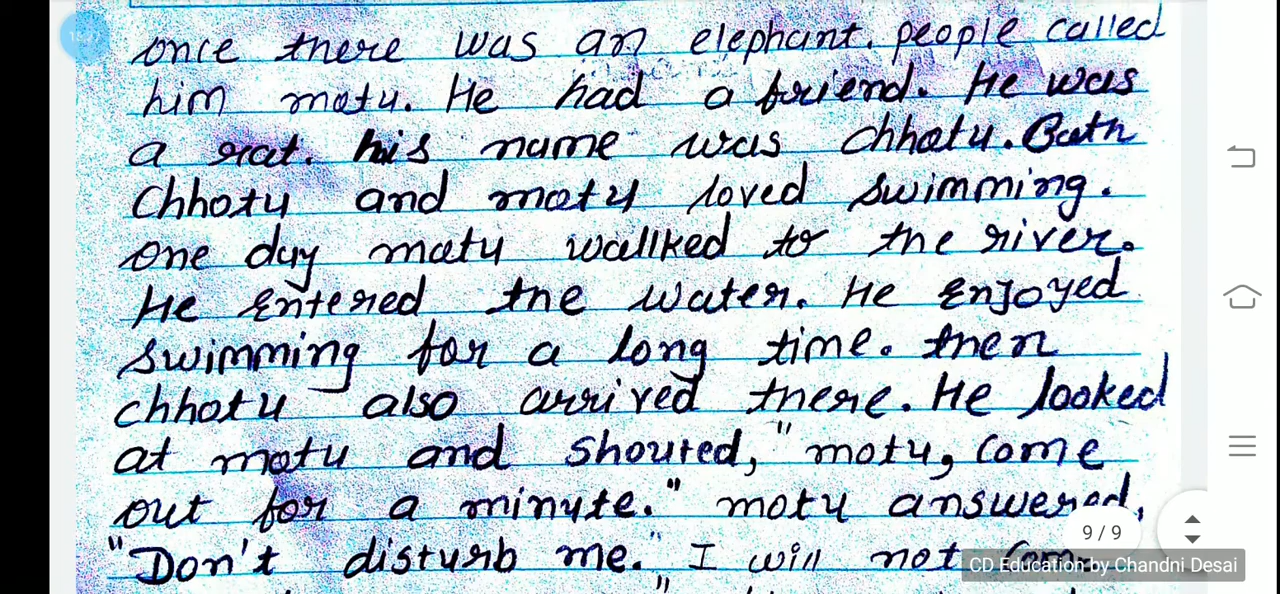 once there was an elephant. people called
him motu. He had a friend. He was
a rat. his name was chhotu. Both
Chhotu and motu loved swimming.
one day motu wallked to the river.
He Entered the water. He Enjoyed
swimming for a long time. then
chhotu also arrived there. He looked
at motu and shouted, "motu, come
out for a minute." motu answered,
"Don't disturb me." I will not
9 / 9
CD Education by Chandni Desai